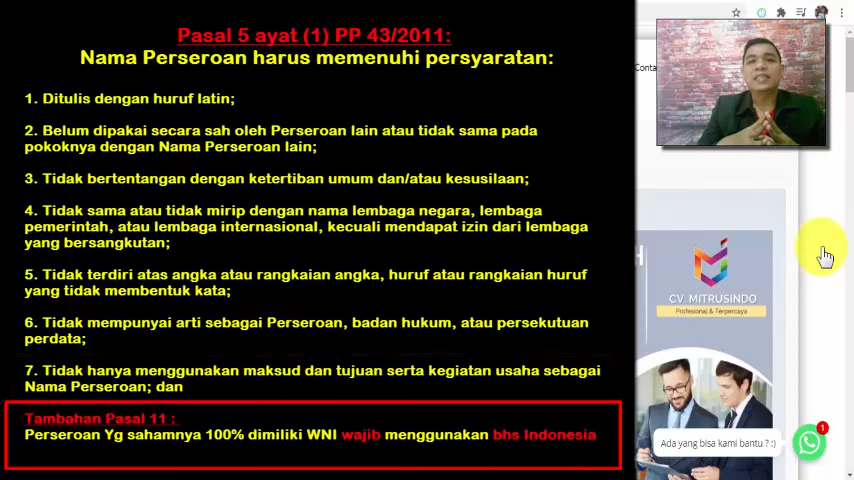 Pasal 5 ayat (1) PP 43/2011:
Nama Perseroan harus memenuhi persyaratan:
1. Ditulis dengan huruf latin;
2. Belum dipakai secara sah oleh Perseroan lain atau tidak sama pada
pokoknya dengan Nama Perseroan lain;
3. Tidak bertentangan dengan ketertiban umum dan/atau kesusilaan;
4. Tidak sama atau tidak mirip dengan nama lembaga negara, lembaga
pemerintah, atau lembaga internasional, kecuali mendapat izin dari lembaga
yang bersangkutan;
5. Tidak terdiri atas angka atau rangkaian angka, huruf atau rangkaian huruf
yang tidak membentuk kata;
6. Tidak mempunyai arti sebagai Perseroan, badan hukum, atau persekutuan
perdata;
7. Tidak hanya menggunakan maksud dan tujuan serta kegiatan usaha sebagai
Nama Perseroan; dan
Tambahan Pasal 11 :
Perseroan Yg sahamnya 100% dimiliki WNI wajib menggunakan bhs Indonesia
Conta
H
CV. MITRUSINDO
Profesional & Terpercaya
Ada yang bisa kami bantu ? :)
1